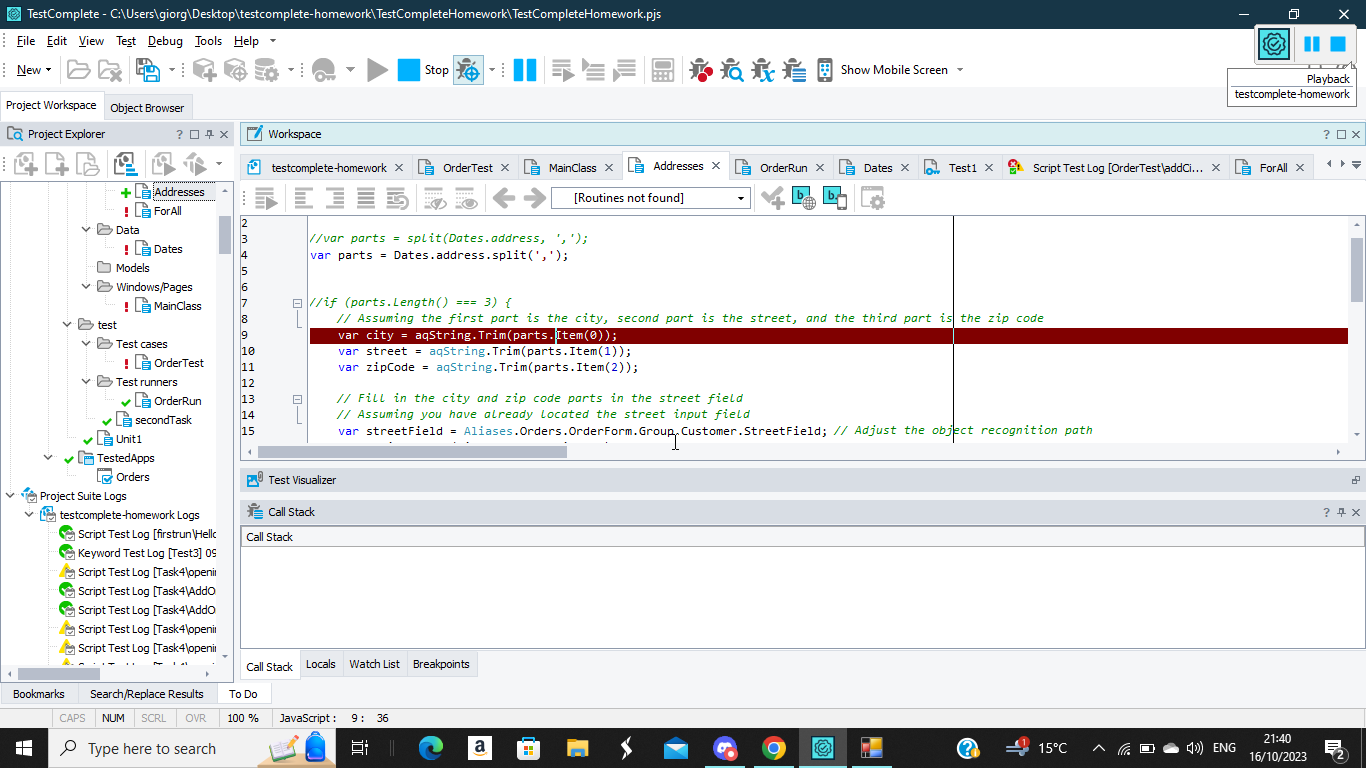 TestComplete - C:\Users\giorg\Desktop\testcomplete-homework\TestCompleteHomework\TestCompleteHomework.pjs
File Edit View Test Debug Tools Help
New Stop Show Mobile Screen
Playback
testcomplete-homework
Project Workspace Object Browser
Project Explorer
Workspace
testcomplete-homework OrderTest MainClass Addresses OrderRun Dates Test1 Script Test Log [OrderTest\addCi... ForAll
[Routines not found]
Addresses
ForAll
Data
Dates
Models
Windows/Pages
MainClass
test
Test cases
OrderTest
Test runners
OrderRun
secondTask
Unit1
TestedApps
Orders
Project Suite Logs
testcomplete-homework Logs
Script Test Log [firstrun\Hello
Keyword Test Log [Test3] 09
Script Test Log [Task4\openin
Script Test Log [Task4\AddO
Script Test Log [Task4\AddO
Script Test Log [Task4\openin
Script Test Log [Task4\openin
2
3 //var parts = split(Dates.address, ',');
4 var parts = Dates.address.split(',');
5
6
7 //if (parts.Length() === 3) {
8 // Assuming the first part is the city, second part is the street, and the third part is the zip code
9 var city = aqString.Trim(parts.Item(0));
10 var street = aqString.Trim(parts.Item(1));
11 var zipCode = aqString.Trim(parts.Item(2));
12
13 // Fill in the city and zip code parts in the street field
14 // Assuming you have already located the street input field
15 var streetField = Aliases.Orders.OrderForm.Group.Customer.StreetField; // Adjust the object recognition path
Test Visualizer
Call Stack
Call Stack
Call Stack Locals Watch List Breakpoints
Bookmarks Search/Replace Results To Do
CAPS NUM SCRL OVR 100 % JavaScript : 9 : 36
Type here to search
15°C ENG
21:40
16/10/2023
2